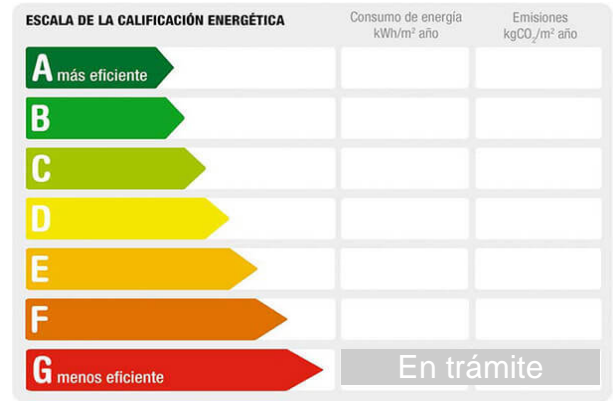 ESCALA DE LA CALIFICACIÓN ENERGÉTICA
Consumo de energía
kWh/m² año
Emisiones
kgCO₂/m² año
A más eficiente
B
C
D
E
F
G menos eficiente
En trámite